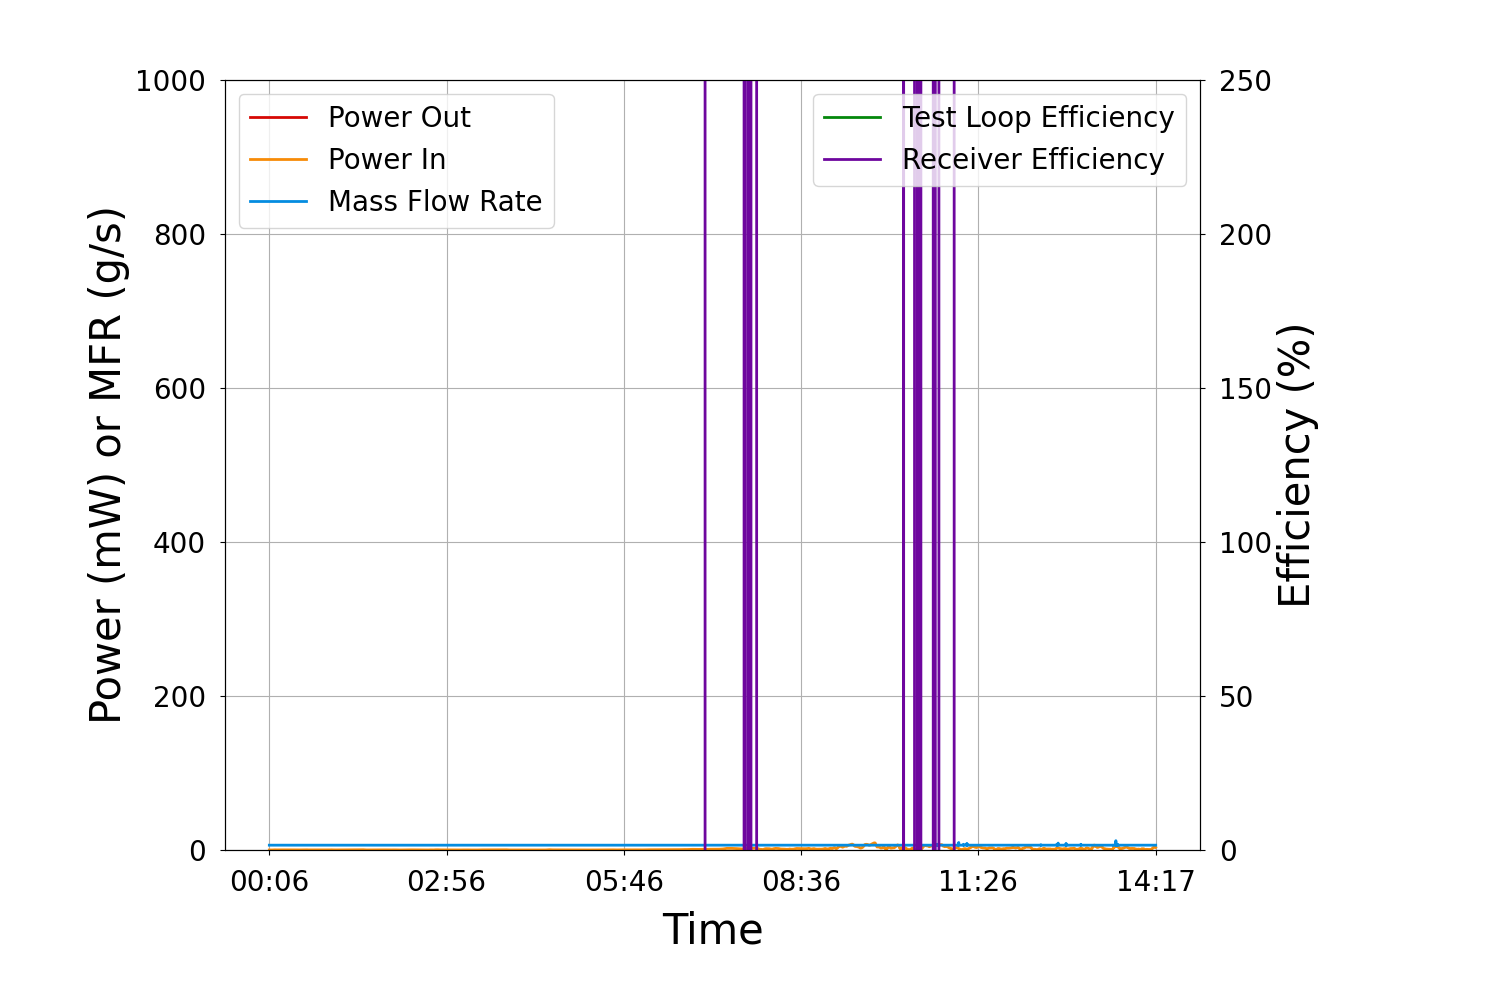 1000
800
600
400
200
0
Power (mW) or MFR (g/s)
Power Out
Power In
Mass Flow Rate
Test Loop Efficiency
Receiver Efficiency
250
200
150
100
50
0
Efficiency (%)
00:06 02:56 05:46 08:36 11:26 14:17
Time